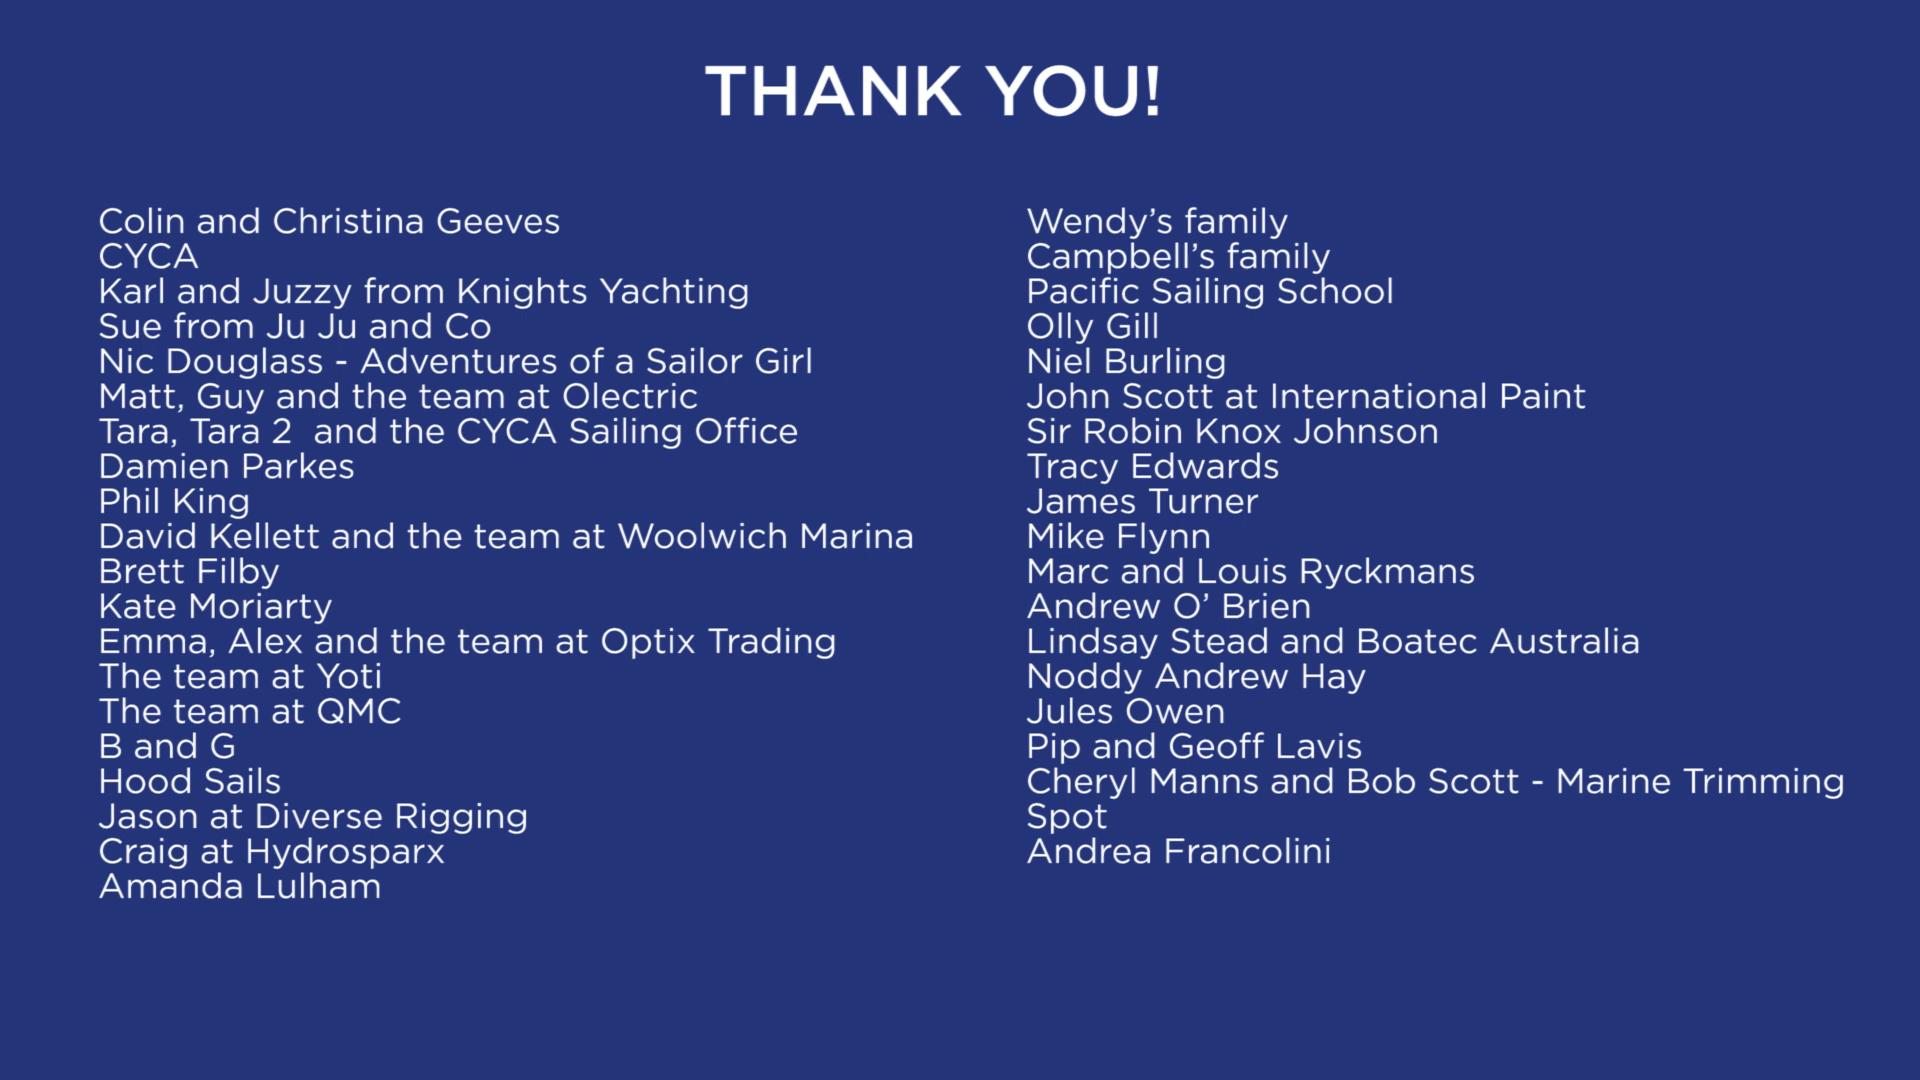 THANK YOU!
Colin and Christina Geeves
CYCA
Karl and Juzzy from Knights Yachting
Sue from Ju Ju and Co
Nic Douglass - Adventures of a Sailor Girl
Matt, Guy and the team at Olectric
Tara, Tara 2  and the CYCA Sailing Office
Damien Parkes
Phil King
David Kellett and the team at Woolwich Marina
Brett Filby
Kate Moriarty
Emma, Alex and the team at Optix Trading
The team at Yoti
The team at QMC
B and G
Hood Sails
Jason at Diverse Rigging
Craig at Hydrosparx
Amanda Lulham
Wendy’s family
Campbell’s family
Pacific Sailing School
Olly Gill
Niel Burling
John Scott at International Paint
Sir Robin Knox Johnson
Tracy Edwards
James Turner
Mike Flynn
Marc and Louis Ryckmans
Andrew O’ Brien
Lindsay Stead and Boatec Australia
Noddy Andrew Hay
Jules Owen
Pip and Geoff Lavis
Cheryl Manns and Bob Scott - Marine Trimming
Spot
Andrea Francolini